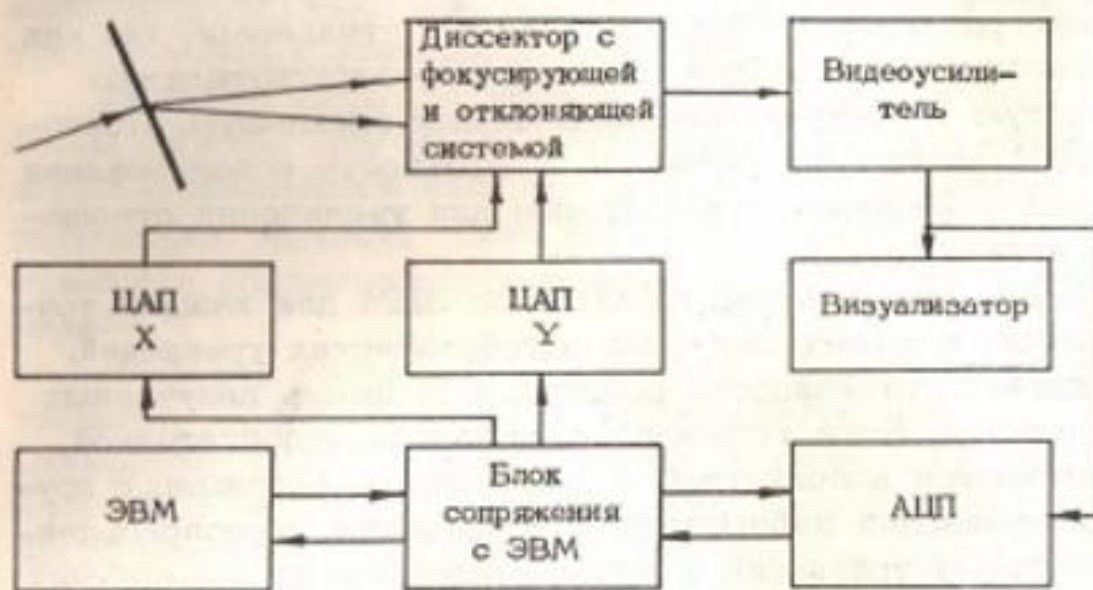 Диссектор с
фокусирующей
и отклоняющей
системой
Видеоусили–
тель
ЦАП
X
ЦАП
Y
Визуализатор
ЭВМ
Блок
сопряжения
с ЭВМ
АЦП